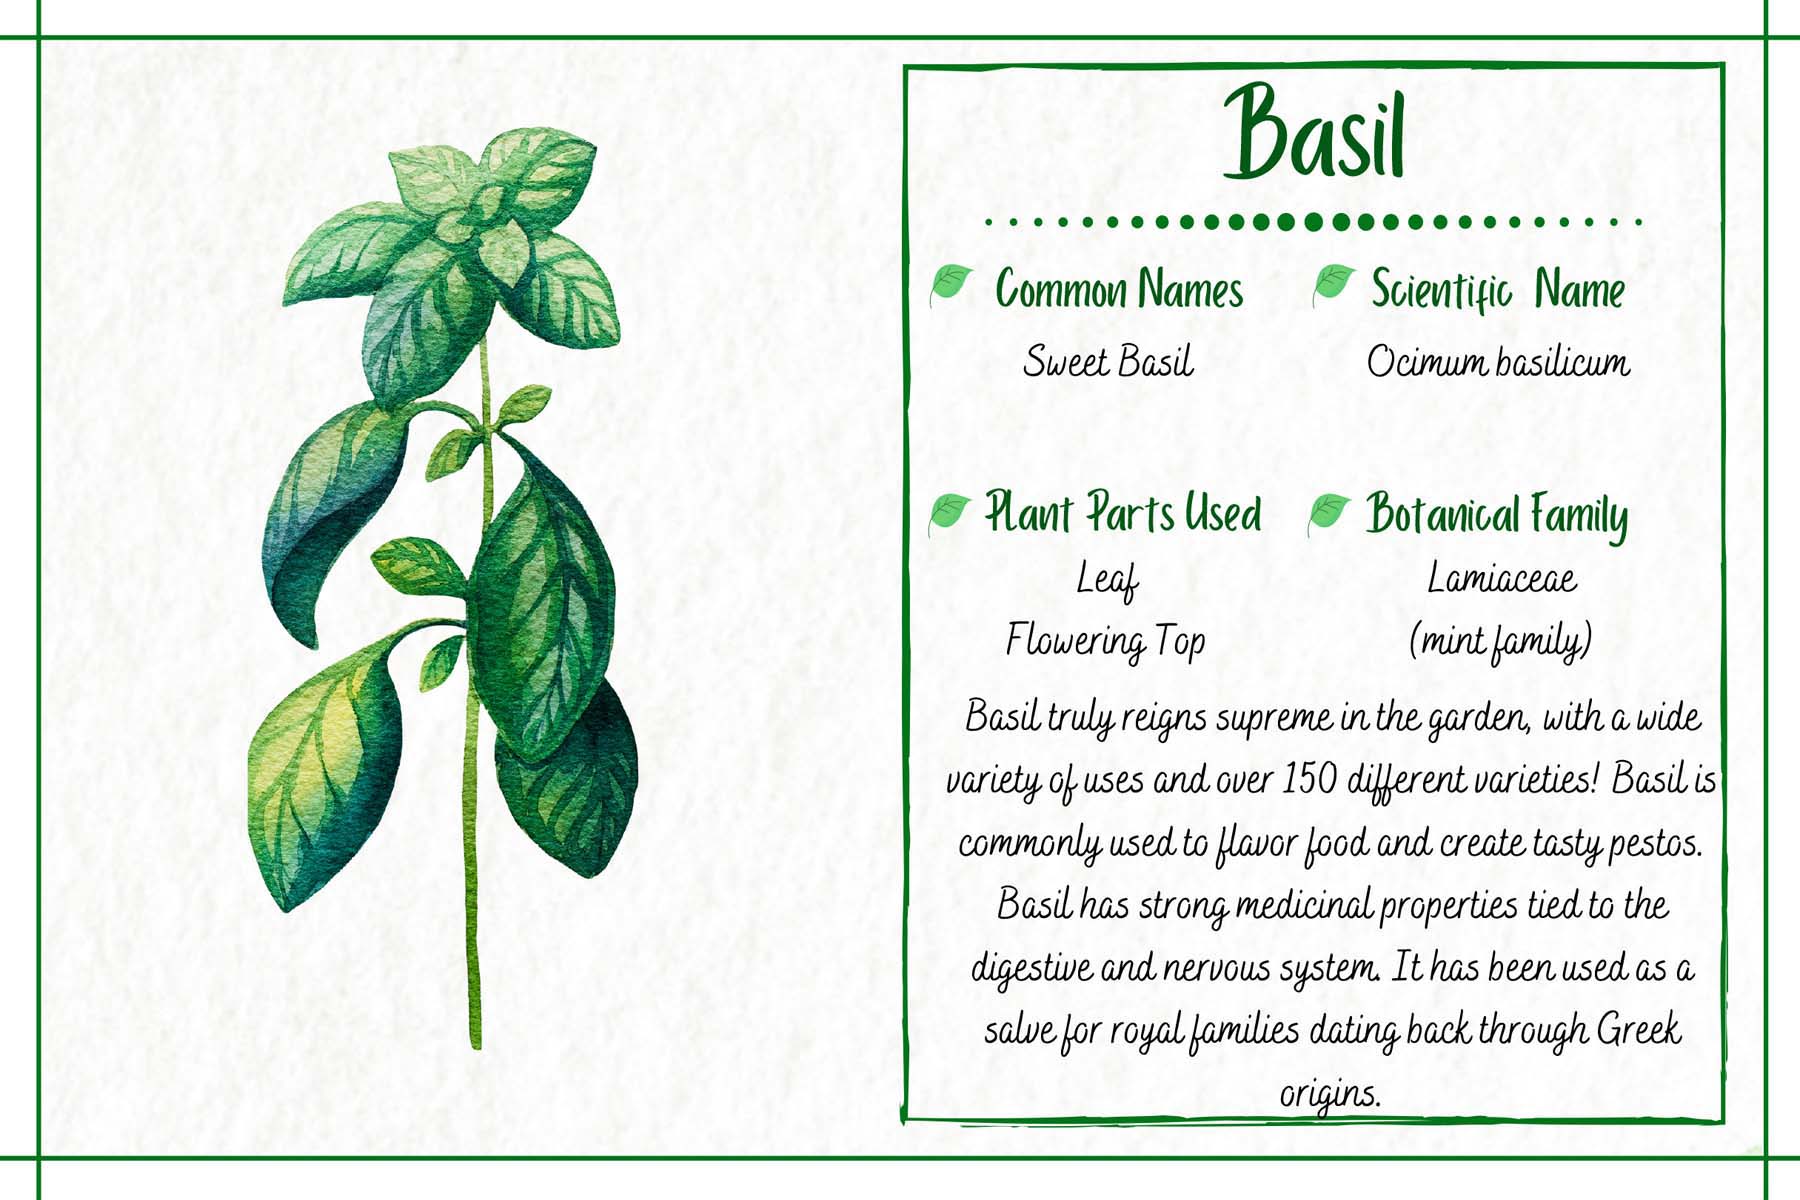 Basil
Common Names
Sweet Basil
Scientific Name
Ocimum basilicum
Plant Parts Used
Leaf
Flowering Top
Botanical Family
Lamiaceae
(mint family)
Basil truly reigns supreme in the garden, with a wide
variety of uses and over 150 different varieties! Basil is
commonly used to flavor food and create tasty pestos.
Basil has strong medicinal properties tied to the
digestive and nervous system. It has been used as a
salve for royal families dating back through Greek
origins.